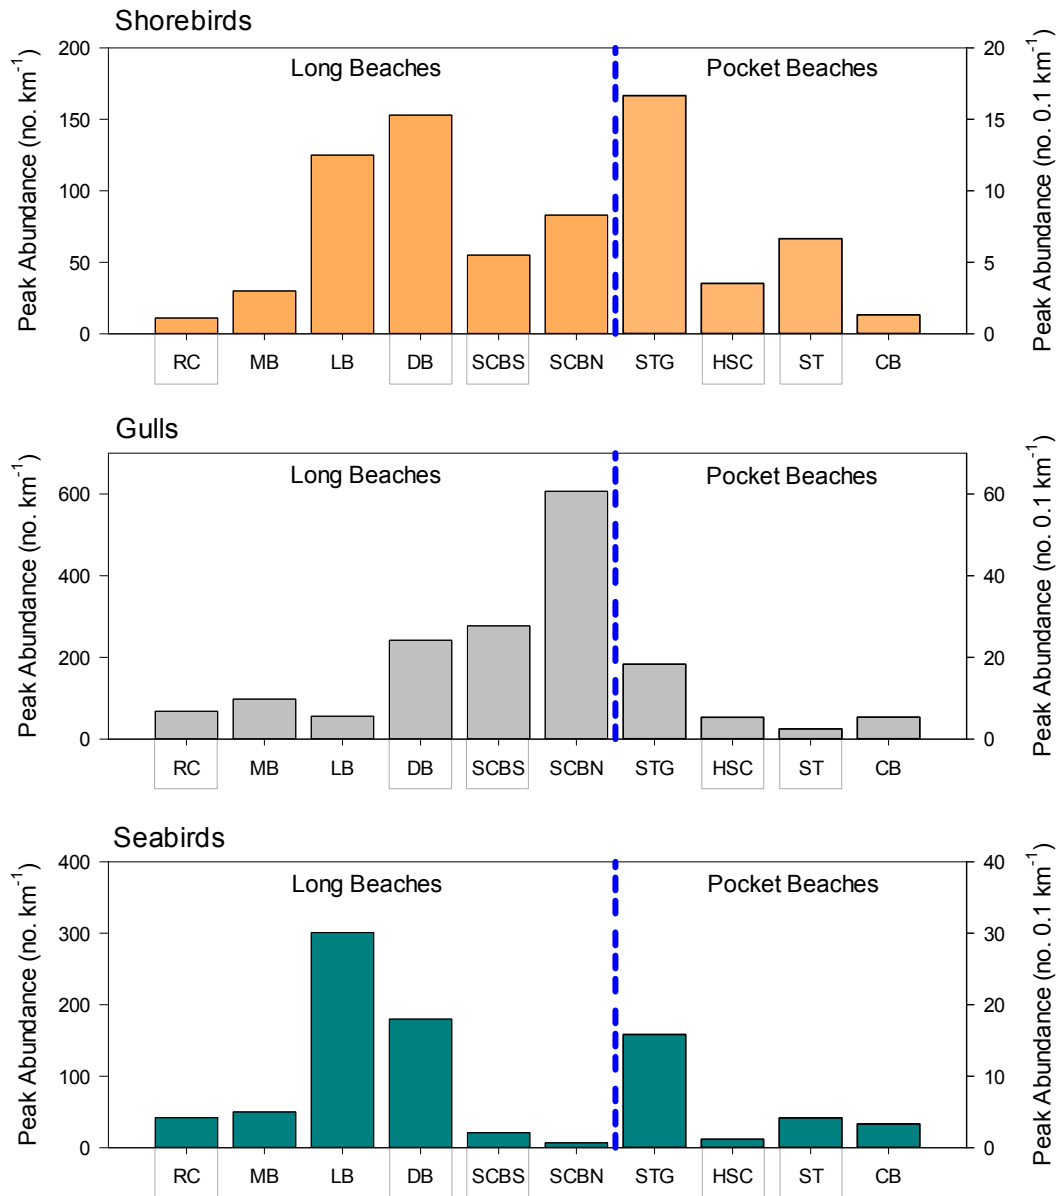 Shorebirds
Long Beaches
Pocket Beaches
Peak Abundance (no. km-1)
200
150
100
50
0
20
15
10
5
0
Peak Abundance (no. 0.1 km-1)
RC MB LB DB SCBS SCBN STG HSC ST CB
Gulls
Long Beaches
Pocket Beaches
Peak Abundance (no. km-1)
600
400
200
0
60
40
20
0
Peak Abundance (no. 0.1 km-1)
RC MB LB DB SCBS SCBN STG HSC ST CB
Seabirds
Long Beaches
Pocket Beaches
Peak Abundance (no. km-1)
400
300
200
100
0
40
30
20
10
0
Peak Abundance (no. 0.1 km-1)
RC MB LB DB SCBS SCBN STG HSC ST CB